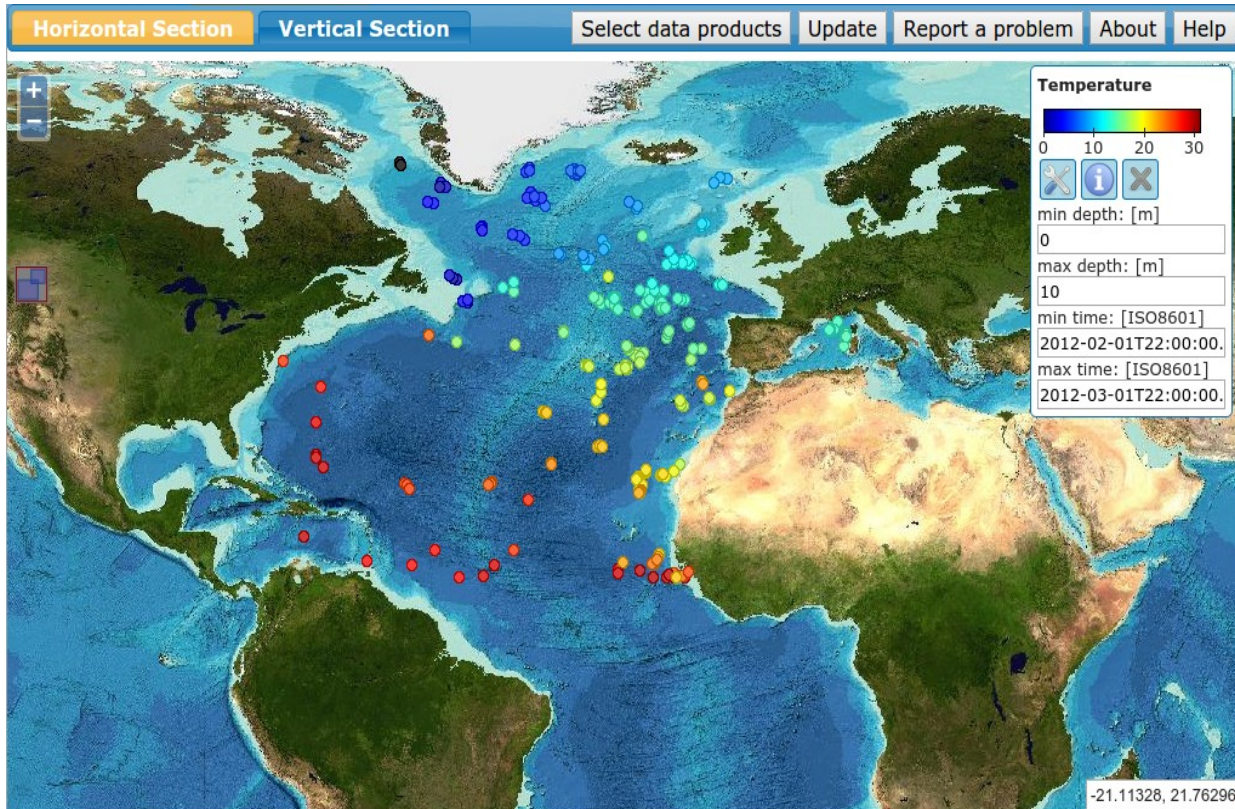 Horizontal Section Vertical Section Select data products Update Report a problem About Help
+
−
Temperature
0 10 20 30
min depth: [m]
0
max depth: [m]
10
min time: [ISO8601]
2012-02-01T22:00:00.
max time: [ISO8601]
2012-03-01T22:00:00.
-21.11328, 21.76296